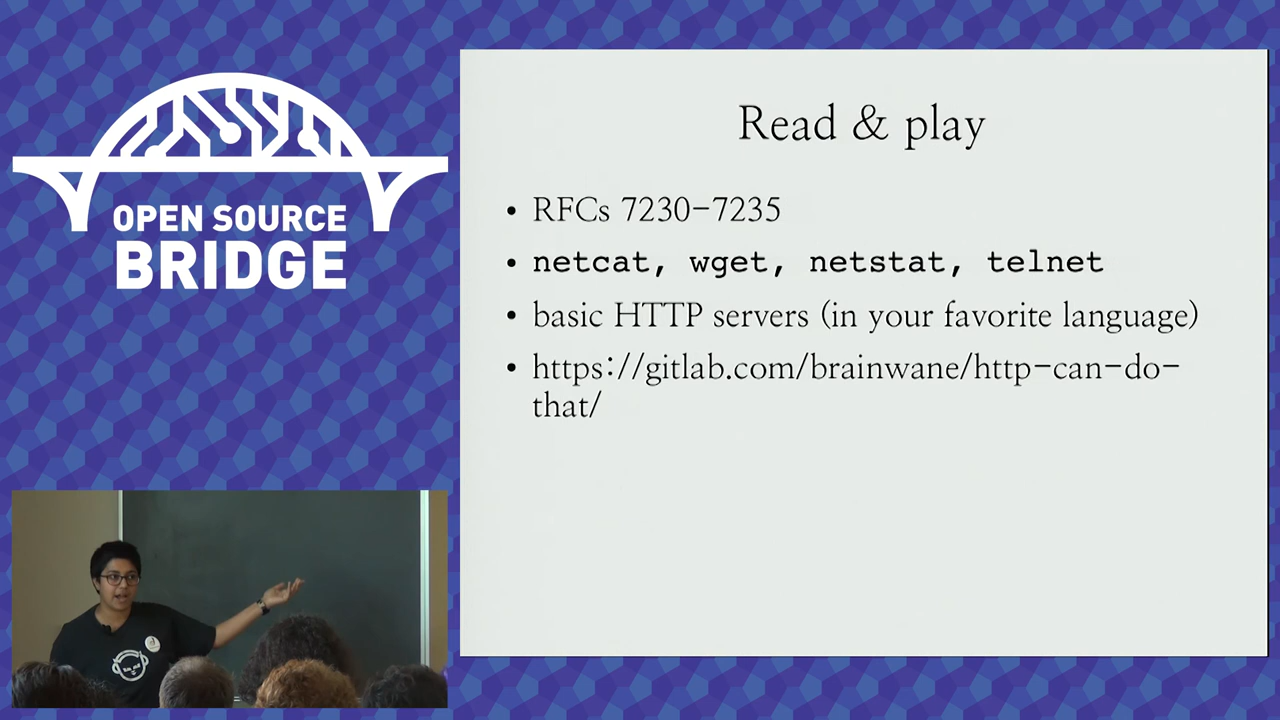 OPEN SOURCE
BRIDGE
Read & play
• RFCs 7230-7235
• netcat, wget, netstat, telnet
• basic HTTP servers (in your favorite language)
• https://gitlab.com/brainwane/http-can-do-
that/